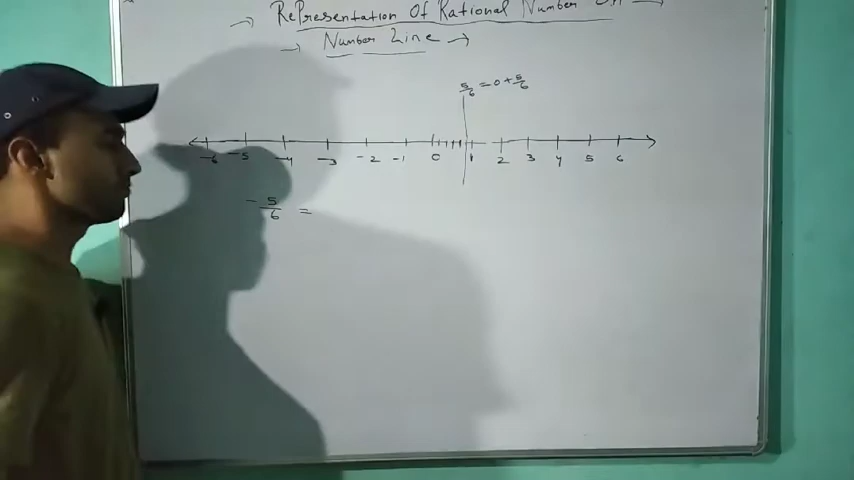 → Representation Of Rational Number On →
→ Number Line →
5/6 = 0 + 5/6
-6 -5 -4 -3 -2 -1 0 1 2 3 4 5 6
- 5/6 =